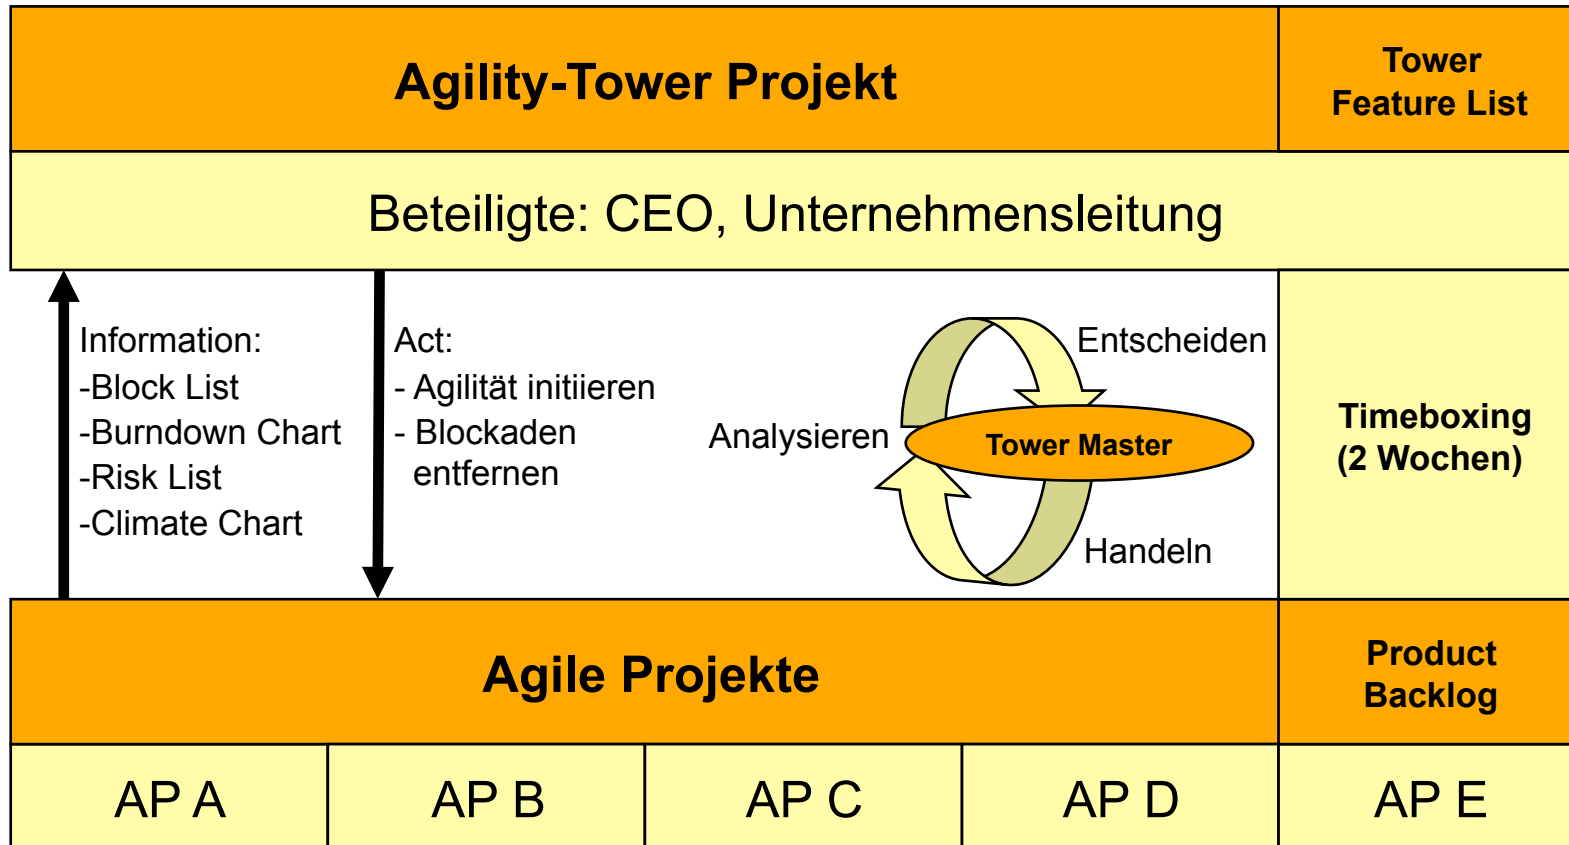 Agility-Tower Projekt
Tower
Feature List
Beteiligte: CEO, Unternehmensleitung
Information:
-Block List
-Burndown Chart
-Risk List
-Climate Chart
Act:
- Agilität initiieren
- Blockaden
entfernen
Entscheiden
Analysieren
Tower Master
Handeln
Timeboxing
(2 Wochen)
Agile Projekte
Product
Backlog
AP A
AP B
AP C
AP D
AP E